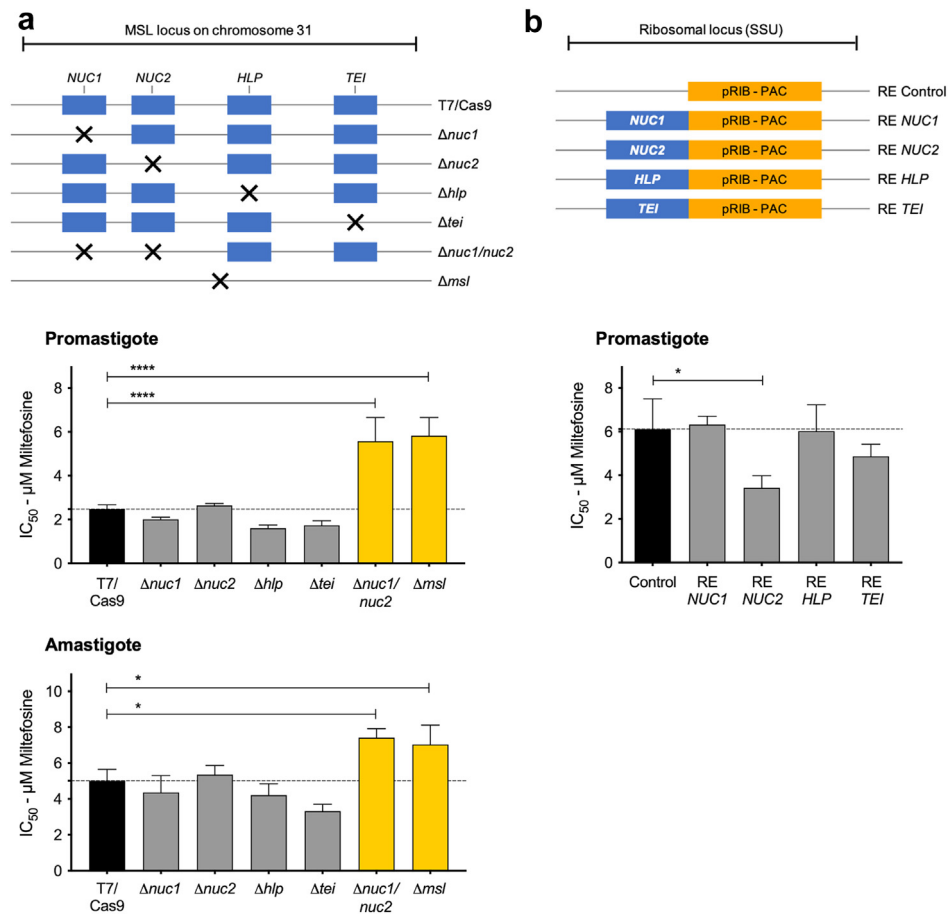 a
MSL locus on chromosome 31
NUC1 NUC2 HLP TEI
T7/Cas9
Δnuc1
Δnuc2
Δhlp
Δtei
Δnuc1/nuc2
Δmsl
Promastigote
****
****
IC50 - µM Miltefosine
8
6
4
2
0
T7/ Δnuc1 Δnuc2 Δhlp Δtei Δnuc1/ Δmsl
Cas9 nuc2
Amastigote
*
*
IC50 - µM Miltefosine
10
8
6
4
2
0
T7/ Δnuc1 Δnuc2 Δhlp Δtei Δnuc1/ Δmsl
Cas9 nuc2
b
Ribosomal locus (SSU)
pRIB - PAC RE Control
NUC1 pRIB - PAC RE NUC1
NUC2 pRIB - PAC RE NUC2
HLP pRIB - PAC RE HLP
TEI pRIB - PAC RE TEI
Promastigote
*
IC50 - µM Miltefosine
8
6
4
2
0
Control RE RE RE RE
NUC1 NUC2 HLP TEI